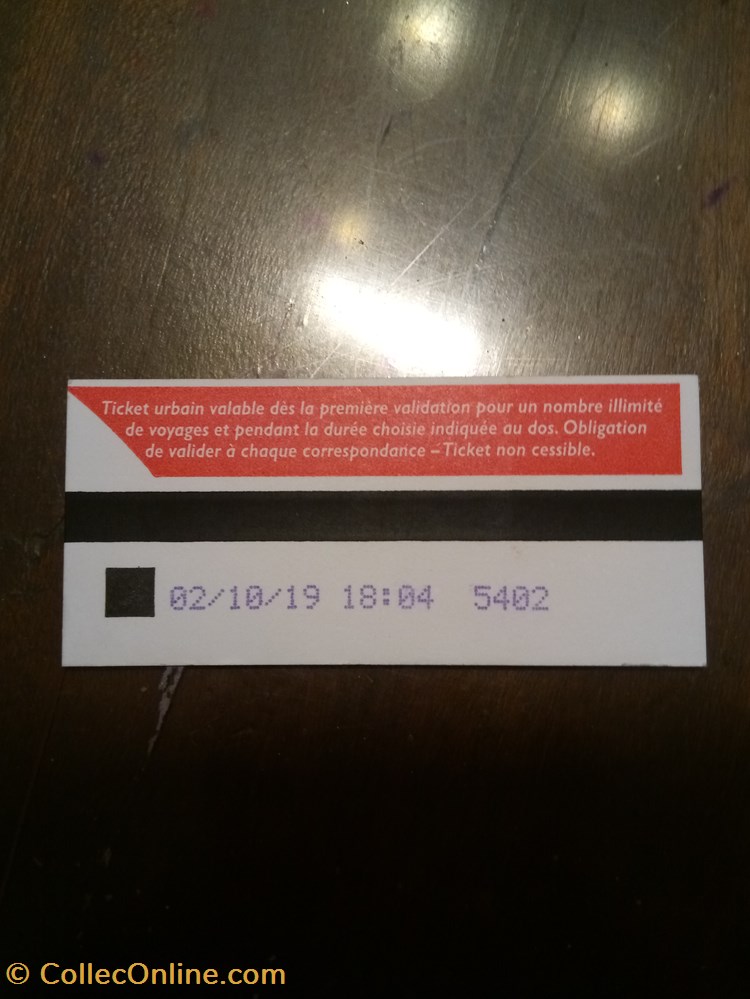 Ticket urbain valable dès la première validation pour un nombre illimité
de voyages et pendant la durée choisie indiquée au dos. Obligation
de valider à chaque correspondance – Ticket non cessible.
02/10/19 18:04 5402
© CollecOnline.com